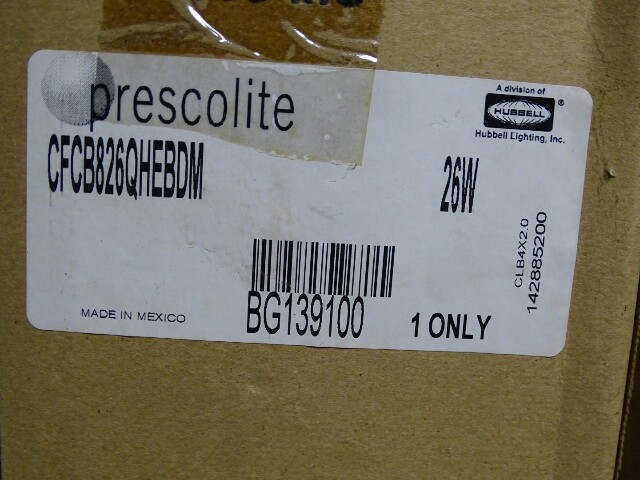 prescolite
A division of
HUBBELL ®
Hubbell Lighting, Inc.
CFCB826QHEBDM
26W
CLB4X2.0
142885200
BG139100
MADE IN MEXICO
1 ONLY